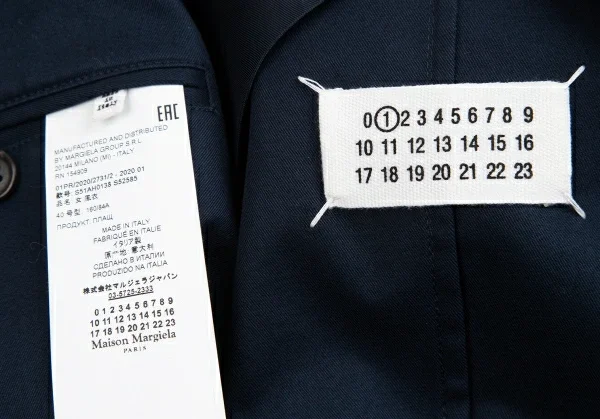 EAC
MANUFACTURED AND DISTRIBUTED
BY MARGIELA GROUP S.R.L
20144 MILANO (MI) - ITALY
RN 154909
01PR/2020/2731/2 - 2020.01
款号 S51AH0138 S52585
品名 女 風衣
40 号型 160/84A
ПРОДУКТ. ПЛАЩ
MADE IN ITALY
FABRIQUÉ EN ITALIE
イタリア製
意大利
СДЕЛАНО В ИТАЛИИ
PRODUZIDO NA ITALIA
株式会社マルジェラジャパン
03-5725-2333
0 1 2 3 4 5 6 7 8 9
10 11 12 13 14 15 16
17 18 19 20 21 22 23
Maison Margiela
PARIS
0 1 2 3 4 5 6 7 8 9
10 11 12 13 14 15 16
17 18 19 20 21 22 23